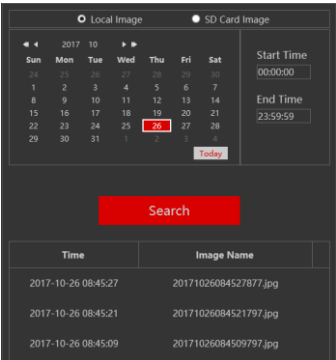 Local Image SD Card Image
2017 10
Sun Mon Tue Wed Thu Fri Sat
24 25 26 27 28 29 30
1 2 3 4 5 6 7
8 9 10 11 12 13 14
15 16 17 18 19 20 21
22 23 24 25 26 27 28
29 30 31 1 2 3 4
Today
Start Time
00:00:00
End Time
23:59:59
Search
Time Image Name
2017-10-26 08:45:27 20171026084527877.jpg
2017-10-26 08:45:21 20171026084521797.jpg
2017-10-26 08:45:09 20171026084509797.jpg